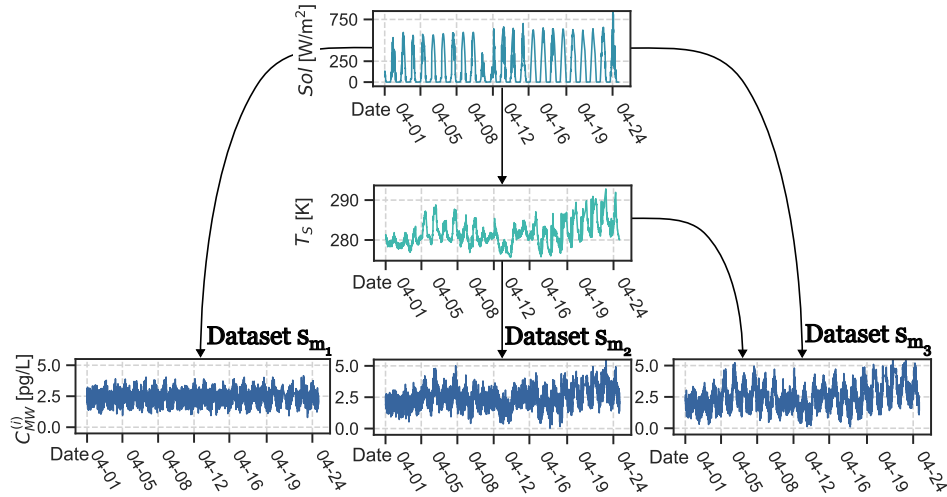 Sol [W/m²]
750
250
0
Date 04-01 04-05 04-08 04-12 04-16 04-19 04-24
T_S [K]
290
280
Date 04-01 04-05 04-08 04-12 04-16 04-19 04-24
Dataset s_m₁ Dataset s_m₂ Dataset s_m₃
C_MW^(i) [pg/L]
5.0 5.0 5.0
2.5 2.5 2.5
0.0 0.0 0.0
Date 04-01 04-05 04-08 04-12 04-16 04-19 04-24 Date 04-01 04-05 04-08 04-12 04-16 04-19 04-24 Date 04-01 04-05 04-08 04-12 04-16 04-19 04-24